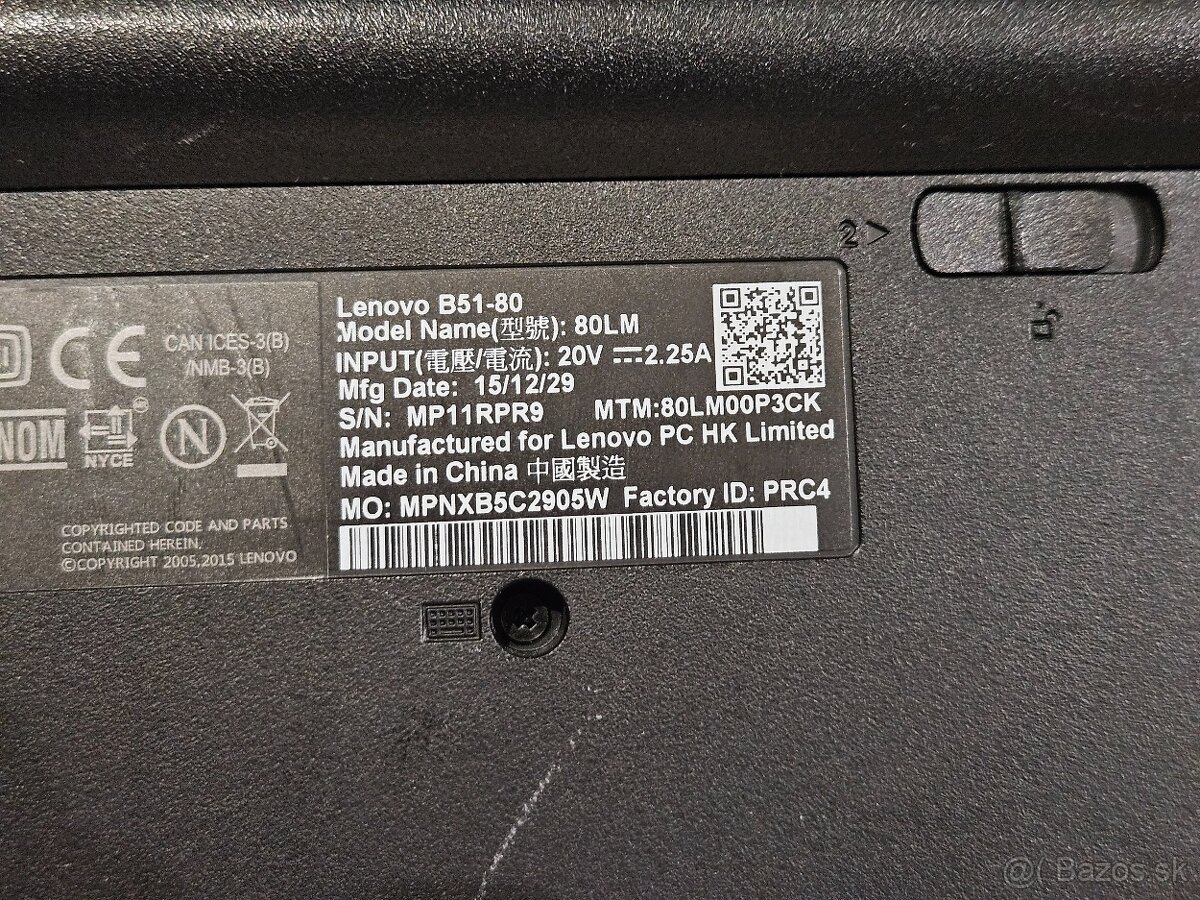 2 >
Lenovo B51-80
Model Name(型號): 80LM
INPUT(電壓/電流): 20V ⎓2.25A
Mfg Date: 15/12/29
S/N: MP11RPR9 MTM:80LM00P3CK
Manufactured for Lenovo PC HK Limited
Made in China 中國製造
MO: MPNXB5C2905W Factory ID: PRC4
CE
CAN ICES-3(B)
/NMB-3(B)
NOM
NYCE
N
COPYRIGHTED CODE AND PARTS
CONTAINED HEREIN,
©COPYRIGHT 2005,2015 LENOVO
@( Bazos.sk